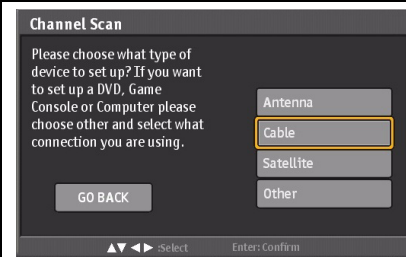 Channel Scan
Please choose what type of
device to set up? If you want
to set up a DVD, Game
Console or Computer please
choose other and select what
connection you are using.
Antenna
Cable
Satellite
Other
GO BACK
▲▼ ◀▶ :Select Enter: Confirm